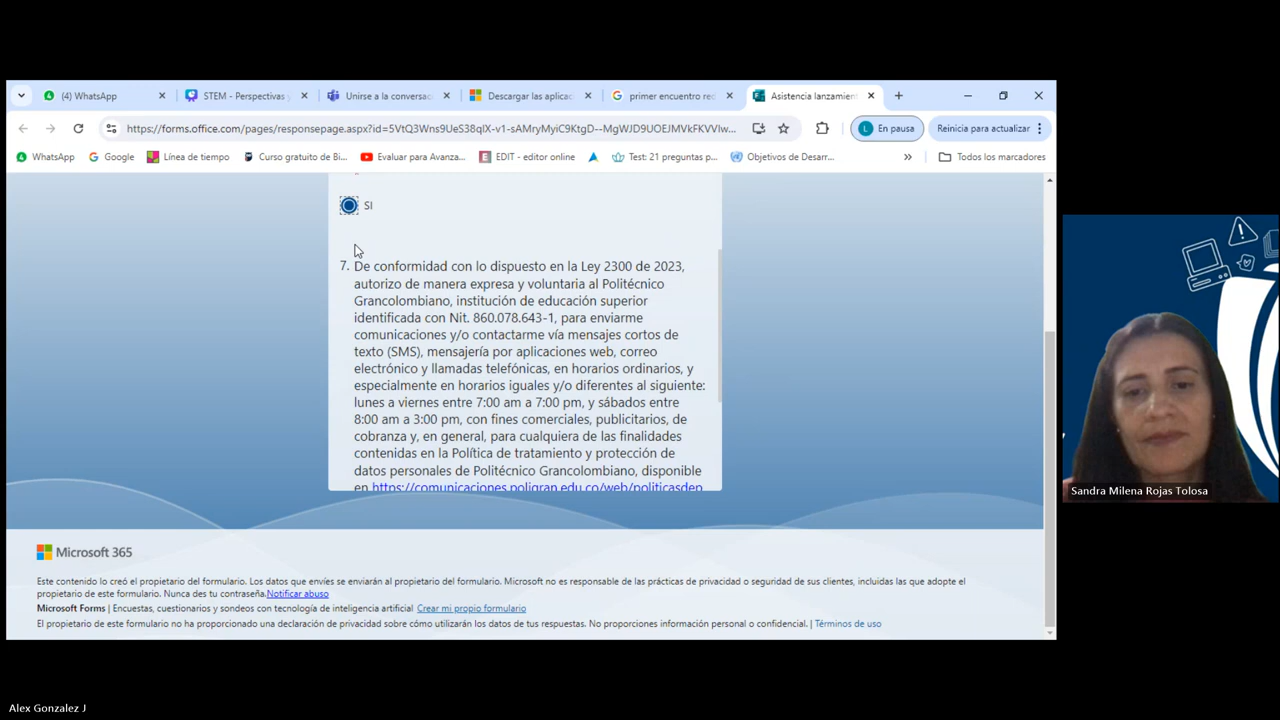 (4) WhatsApp
STEM - Perspectivas
Unirse a la conversac
Descargar las aplicac
primer encuentro red
Asistencia lanzamien
https://forms.office.com/pages/responsepage.aspx?id=
En pausa
Reinicia para actualizar
WhatsApp
Google
Línea de tiempo
Curso gratuito de Bi...
Evaluar para Avanza...
EDIT - editor online
Test: 21 preguntas p...
Objetivos de Desarr...
Todos los marcadores
SI
7. De conformidad con lo dispuesto en la Ley 2300 de 2023,
autorizo de manera expresa y voluntaria al Politécnico
Grancolombiano, institución de educación superior
identificada con Nit. 860.078.643-1, para enviarme
comunicaciones y/o contactarme vía mensajes cortos de
texto (SMS), mensajería por aplicaciones web, correo
electrónico y llamadas telefónicas, en horarios ordinarios, y
especialmente en horarios iguales y/o diferentes al siguiente:
lunes a viernes entre 7:00 am a 7:00 pm, y sábados entre
8:00 am a 3:00 pm, con fines comerciales, publicitarios, de
cobranza y, en general, para cualquiera de las finalidades
contenidas en la Política de tratamiento y protección de
datos personales de Politécnico Grancolombiano, disponible
en https://comunicaciones.poligran.edu.co/web/politicasden
Sandra Milena Rojas Tolosa
Microsoft 365
Este contenido lo creó el propietario del formulario. Los datos que envíes se enviarán al propietario del formulario. Microsoft no es responsable de las prácticas de privacidad o seguridad de sus clientes, incluidas las que adopte el
propietario de este formulario. Nunca des tu contraseña.Notificar abuso
Microsoft Forms | Encuestas, cuestionarios y sondeos con tecnología de inteligencia artificial Crear mi propio formulario
El propietario de este formulario no ha proporcionado una declaración de privacidad sobre cómo utilizarán los datos de tus respuestas. No proporciones información personal o confidencial. | Términos de uso
Alex Gonzalez J